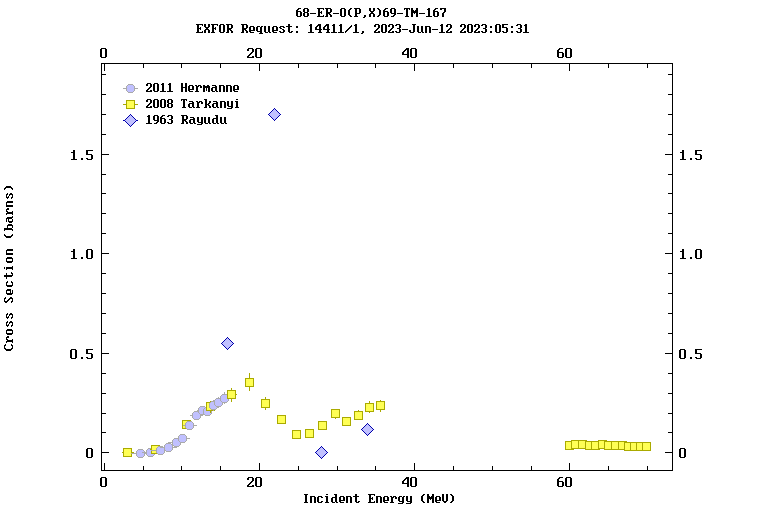 68-ER-0(P,X)69-TM-167
EXFOR Request: 14411/1, 2023-Jun-12 2023:05:31
0 20 40 60
2011 Hermanne
2008 Tarkanyi
1963 Rayudu
1.5 1.5
1.0 1.0
0.5 0.5
0 0
Cross Section (barns)
0 20 40 60
Incident Energy (MeV)